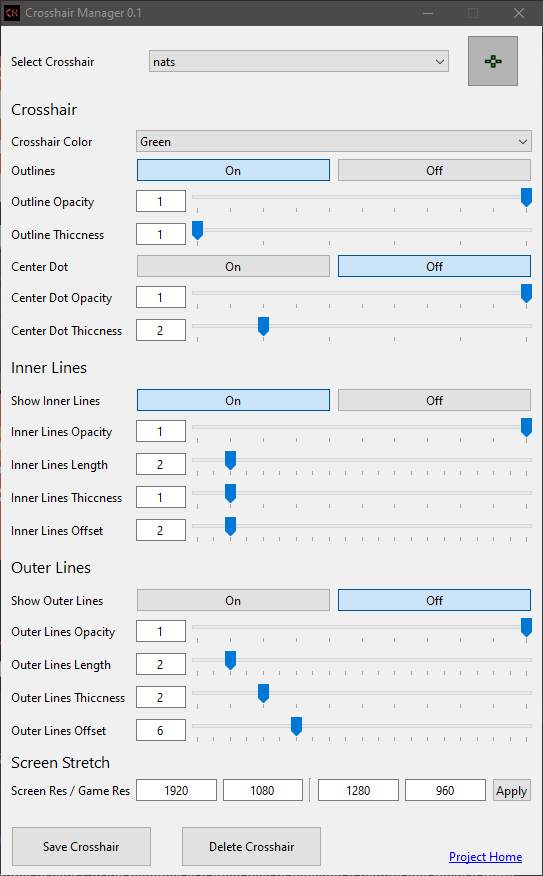 Crosshair Manager 0.1
Select Crosshair nats
Crosshair
Crosshair Color Green
Outlines On Off
Outline Opacity 1
Outline Thiccness 1
Center Dot On Off
Center Dot Opacity 1
Center Dot Thiccness 2
Inner Lines
Show Inner Lines On Off
Inner Lines Opacity 1
Inner Lines Length 2
Inner Lines Thiccness 1
Inner Lines Offset 2
Outer Lines
Show Outer Lines On Off
Outer Lines Opacity 1
Outer Lines Length 2
Outer Lines Thiccness 2
Outer Lines Offset 6
Screen Stretch
Screen Res / Game Res 1920 1080 1280 960 Apply
Save Crosshair Delete Crosshair Project Home